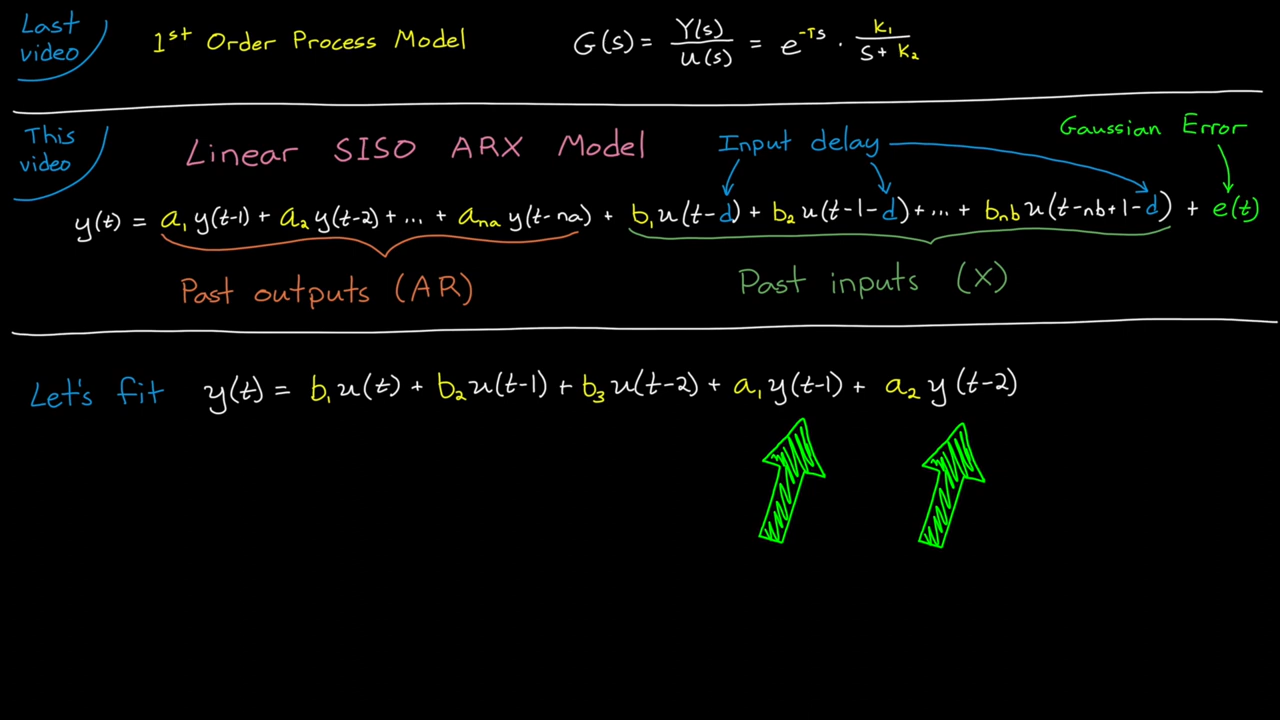 Last video
1st Order Process Model
G(s) = Y(s)/U(s) = e^-Ts · K1/(S + K2)
This video
Linear SISO ARX Model
Input delay
Gaussian Error
y(t) = a1 y(t-1) + a2 y(t-2) + ... + ana y(t-na) + b1 u(t-d) + b2 u(t-1-d) + ... + bnb u(t-nb+1-d) + e(t)
Past outputs (AR)
Past inputs (X)
Let's fit y(t) = b1 u(t) + b2 u(t-1) + b3 u(t-2) + a1 y(t-1) + a2 y(t-2)